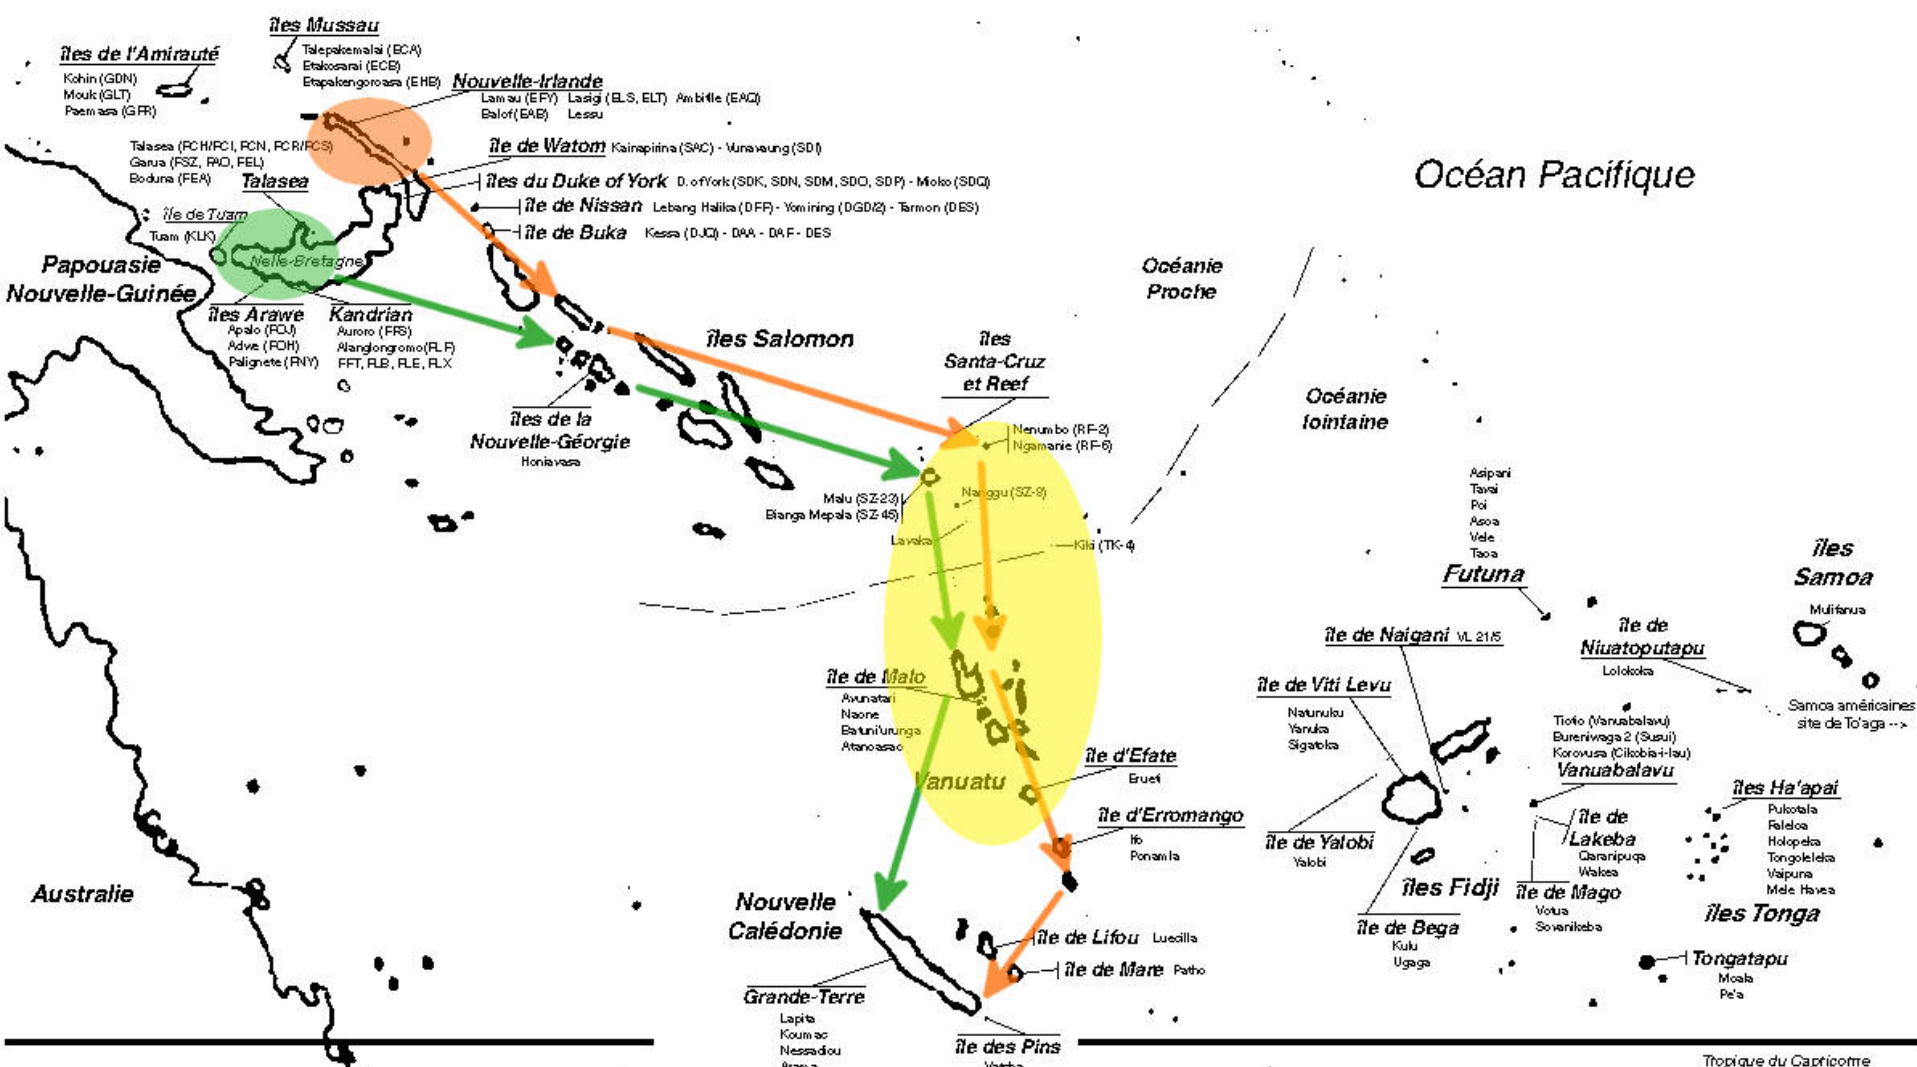 îles Mussau
Talepakemalai (ECA)
Etakosarai (ECB)
Etapakengoroasa (EHB)
îles de l'Amirauté
Kohin (GDN)
Mouk (GLT)
Paemasa (GFR)
Nouvelle-Irlande
Lamau (EFY) Lasigi (ELS, ELT) Ambitle (EAQ)
Balof (EAB) Lessu
île de Watom Kainapirina (SAC) - Vunavaung (SDI)
Talasea (FCH/FCI, FCN, FCR/FCS)
Garua (FSZ, FAO, FEL)
Boduna (FEA)
Talasea
îles du Duke of York D. of York (SDK, SDN, SDM, SDO, SDP) - Mioko (SDQ)
île de Nissan Lebang Halika (DFF) - Yomining (DGD/2) - Tarmon (DES)
île de Buka Kessa (DJQ) - DAA - DAF - DES
île de Tuam
Tuam (KLK)
Nelle-Bretagne
Papouasie
Nouvelle-Guinée
îles Arawe
Apalo (FOJ)
Adwe (FOH)
Palignete (FNY)
Kandrian
Auroro (FFS)
Alanglongromo (FLF)
FFT, FLB, FLE, FLX
Océan Pacifique
Océanie
Proche
Océanie
lointaine
îles Salomon
îles
Santa-Cruz
et Reef
îles de la
Nouvelle-Géorgie
Honiavasa
Nenumbo (RF-2)
Ngamanie (RF-6)
Malu (SZ-23)
Bianga Mepala (SZ-45)
Nanggu (SZ-8)
Lavaka
Kiki (TK-4)
Asipani
Tavai
Poi
Asoa
Vele
Taoa
Futuna
îles
Samoa
Mulifanua
île de Naigani VL 21/5
île de
Niuatoputapu
Lolokoka
île de Malo
Avunatari
Naone
Batuni'urunga
Atanoasao
île de Viti Levu
Natunuku
Yanuka
Sigatoka
Samoa américaines
site de To'aga -->
Tiotio (Vanuabalavu)
Bureniwaga 2 (Susui)
Korovusa (Cikobia-i-lau)
Vanuabalavu
Vanuatu
île d'Efate
Erueti
île d'Erromango
Ifo
Ponamla
île de Yalobi
Yalobi
île de
Lakeba
Qaranipuqa
Wakea
îles Ha'apai
Pukotala
Faleloa
Holopeka
Tongoleleka
Vaipuna
Mele Havea
Australie
îles Fidji
île de Mago
Votua
Sovanikeba
îles Tonga
Nouvelle
Calédonie
île de Bega
Kulu
Ugaga
île de Lifou Luecilla
île de Mare Patho
Tongatapu
Moala
Pe'a
Grande-Terre
Lapita
Koumac
Nessadiou
île des Pins
Tropique du Capricorne